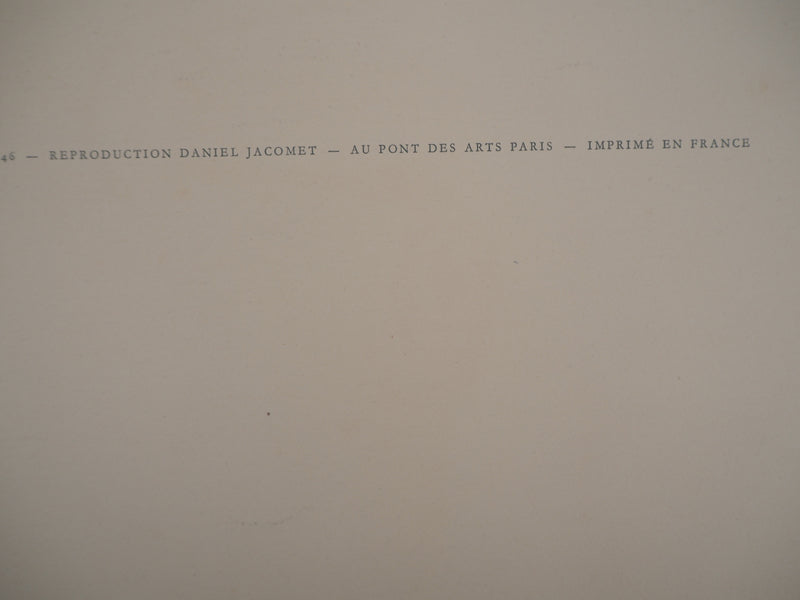 46 — REPRODUCTION DANIEL JACOMET — AU PONT DES ARTS PARIS — IMPRIMÉ EN FRANCE